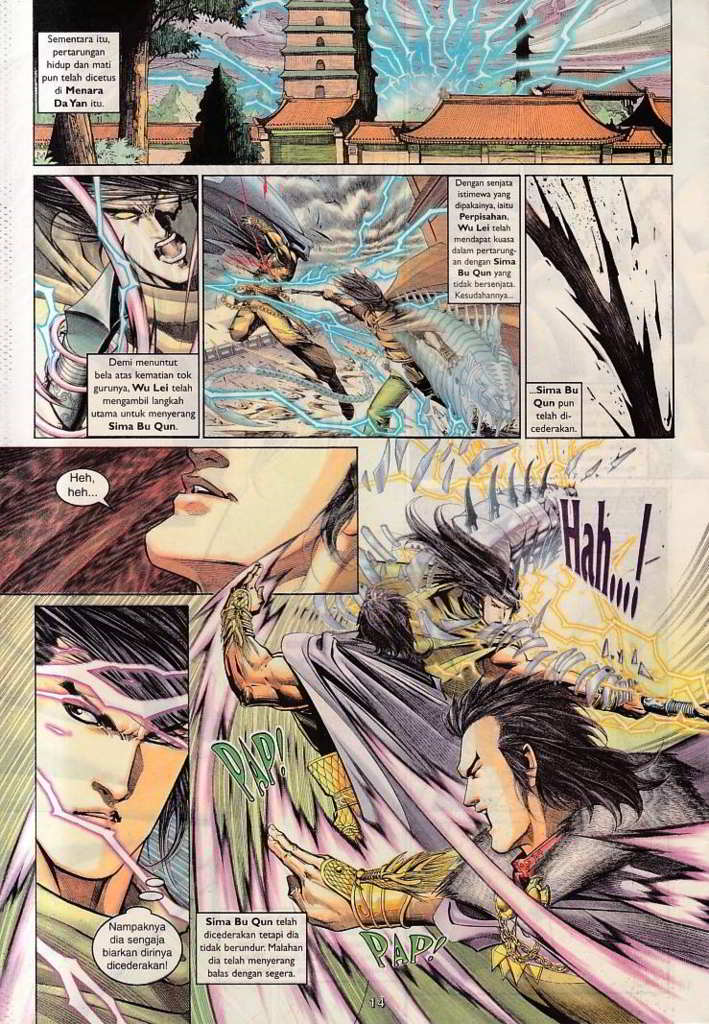 Sementara itu,
pertarungan
hidup dan mati
pun telah dicetus
di Menara
Da Yan itu.
Demi menuntut
bela atas kematian tok
gurunya, Wu Lei telah
mengambil langkah
utama untuk menyerang
Sima Bu Qun.
Dengan senjata
istimewa yang
dipakainya, iaitu
Perpisahan,
Wu Lei telah
mendapat kuasa
dalam pertarung-
an dengan Sima
Bu Qun yang
tidak bersenjata.
Kesudahannya...
...Sima Bu
Qun pun
telah di-
cederakan.
Heh,
heh...
Hah....!
PAP!
PAP!
Nampaknya
dia sengaja
biarkan dirinya
dicederakan!
Sima Bu Qun telah
dicederakan tetapi dia
tidak berundur. Malahan
dia telah menyerang
balas dengan segera.
14